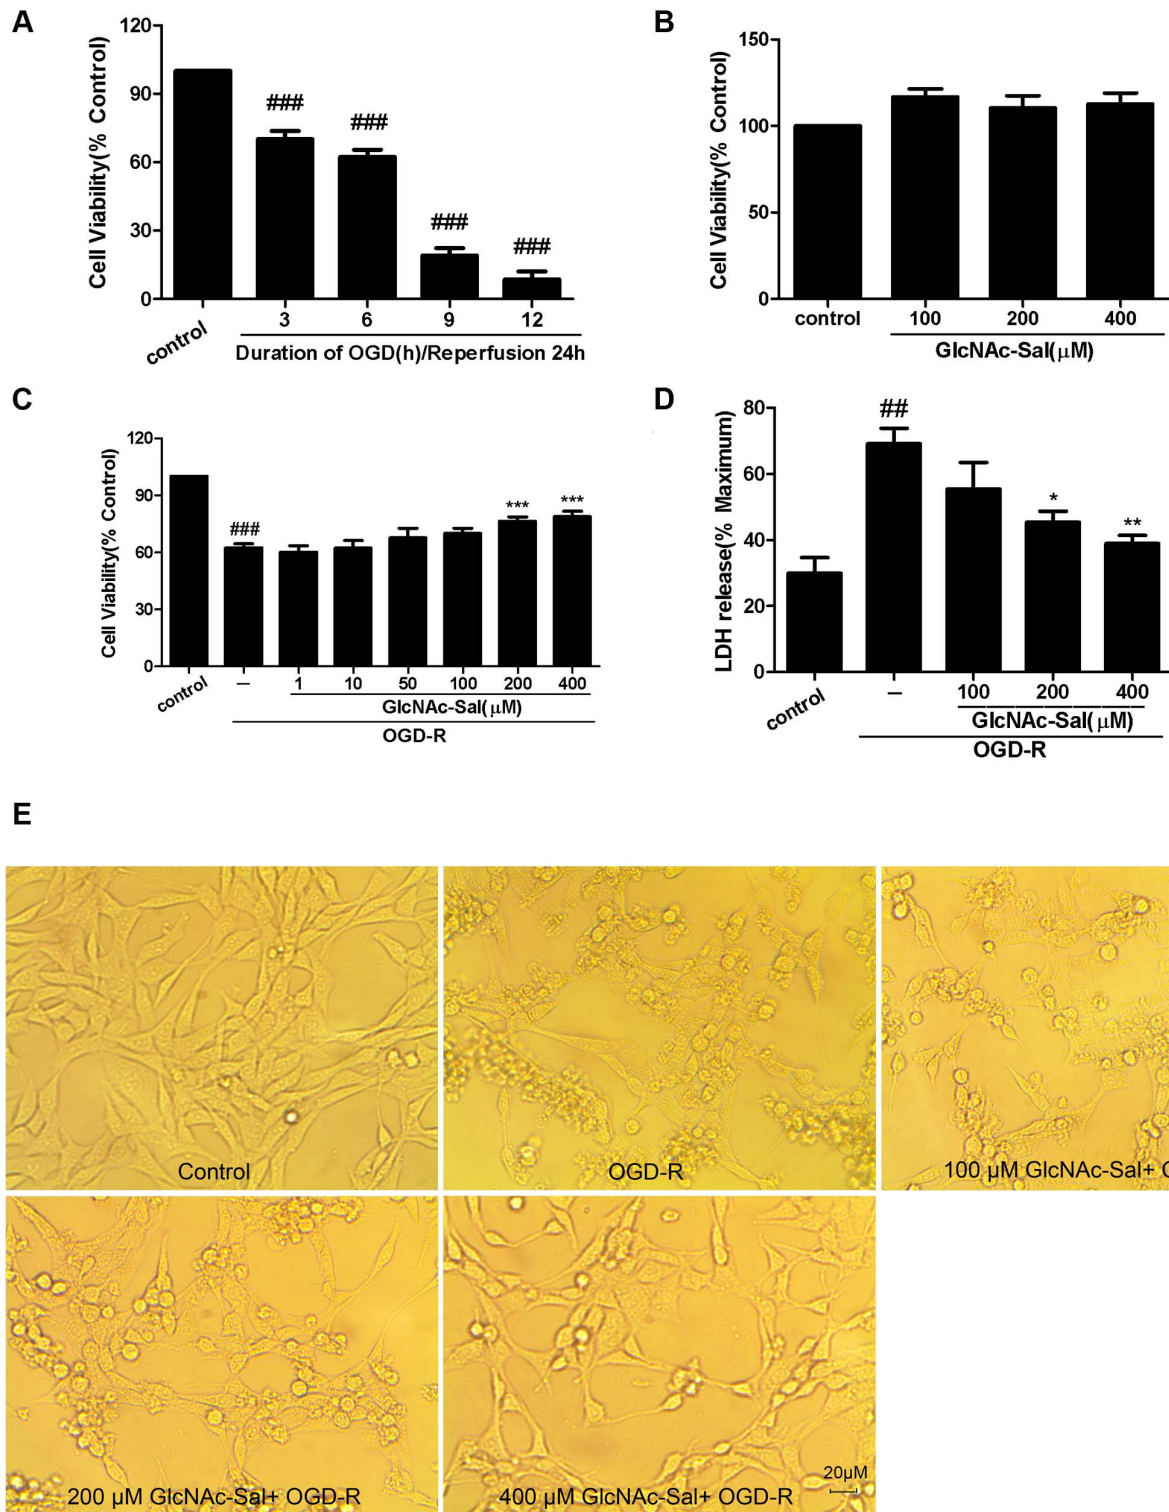 A
Cell Viability(% Control)
120
90
60
30
0
### ### ### ###
control 3 6 9 12
Duration of OGD(h)/Reperfusion 24h
B
Cell Viability(% Control)
150
100
50
0
control 100 200 400
GlcNAc-Sal(μM)
C
Cell Viability(% Control)
120
90
60
30
0
### *** ***
control – 1 10 50 100 200 400
GlcNAc-Sal(μM)
OGD-R
D
LDH release(% Maximum)
80
60
40
20
0
## * **
control – 100 200 400
GlcNAc-Sal(μM)
OGD-R
E
Control
OGD-R
100 μM GlcNAc-Sal+
200 μM GlcNAc-Sal+ OGD-R
400 μM GlcNAc-Sal+ OGD-R
20μM